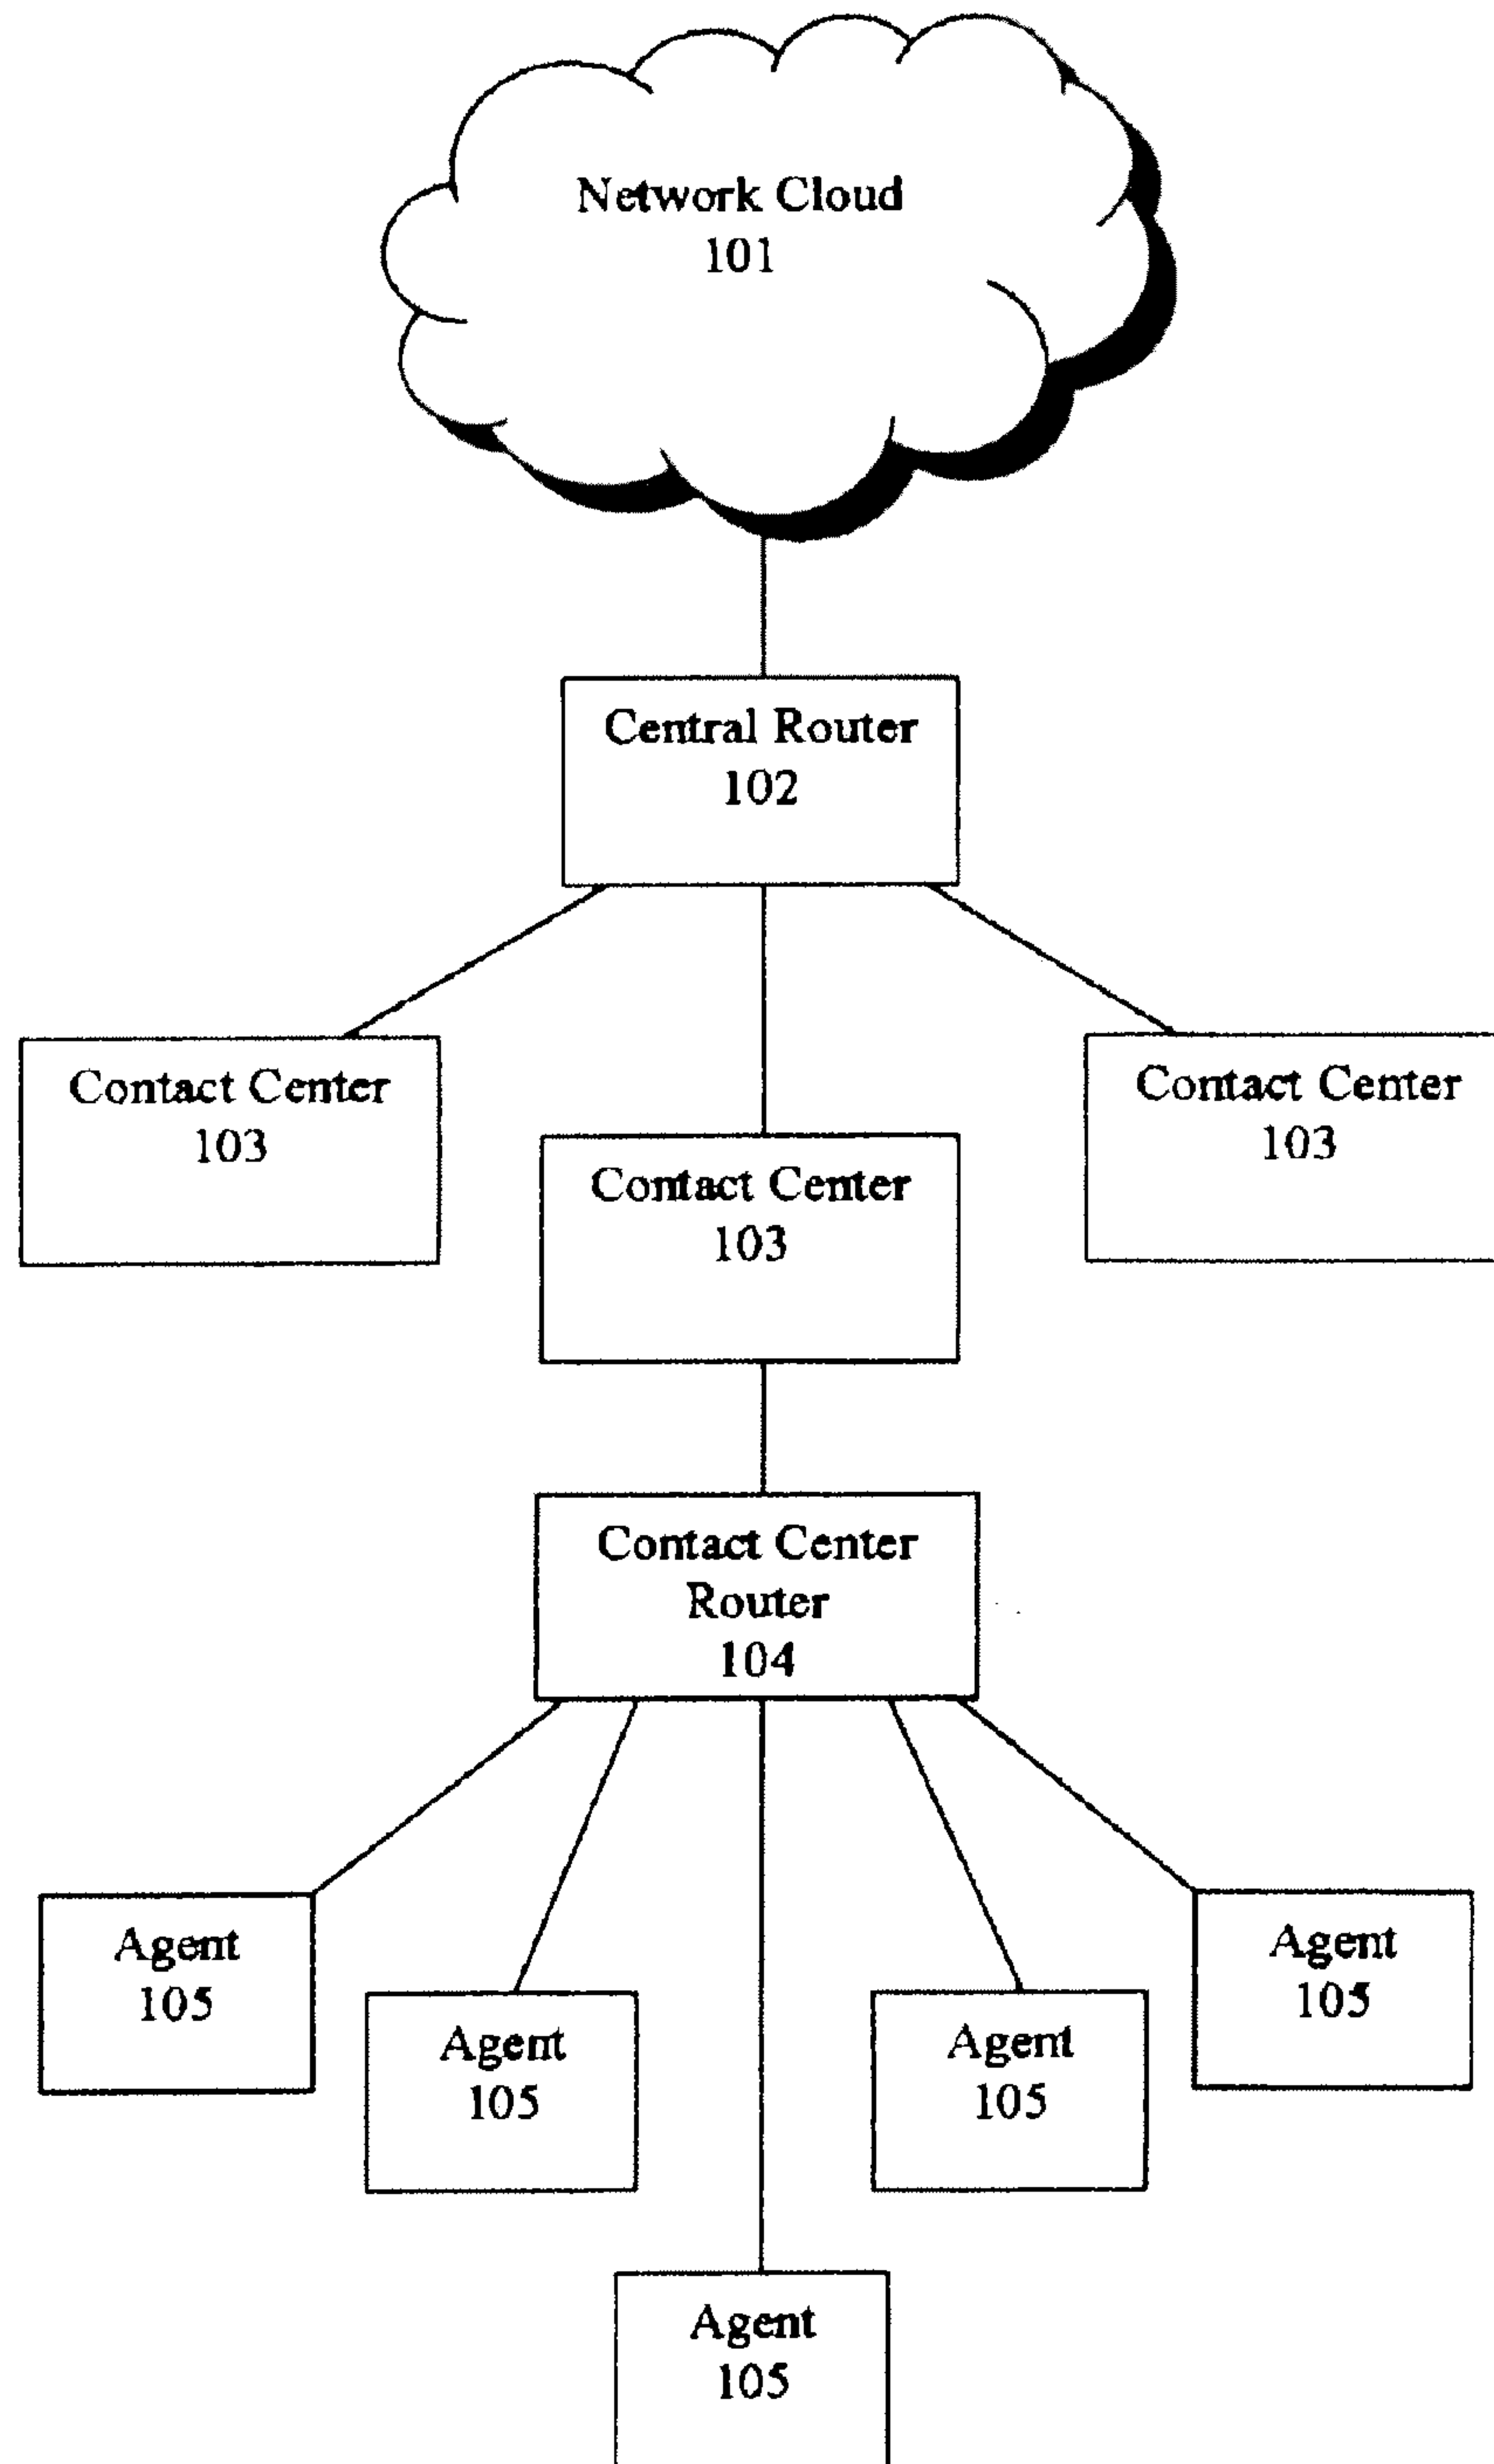 Network Cloud
101
Central Router
102
Contact Center
103
Contact Center
103
Contact Center
103
Contact Center
Router
104
Agent
105
Agent
105
Agent
105
Agent
105
Agent
105